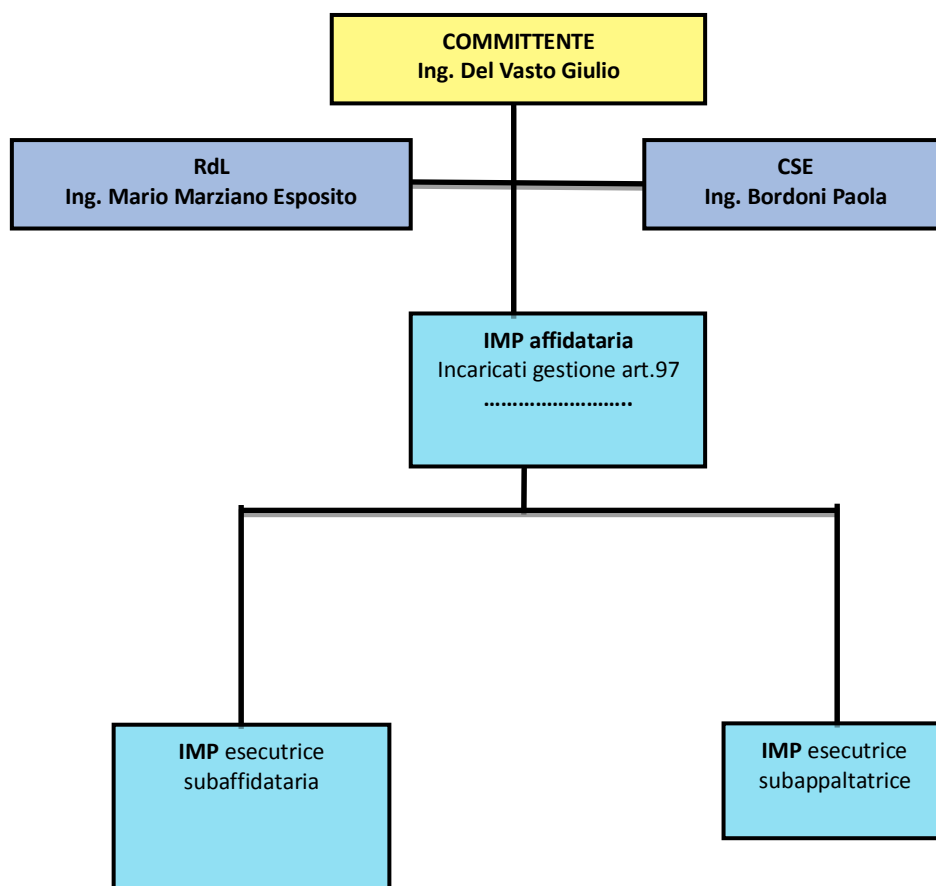 COMMITTENTE
Ing. Del Vasto Giulio
RdL
Ing. Mario Marziano Esposito
CSE
Ing. Bordoni Paola
IMP affidataria
Incaricati gestione art.97
……………………..
IMP esecutrice
subaffidataria
IMP esecutrice
subappaltatrice